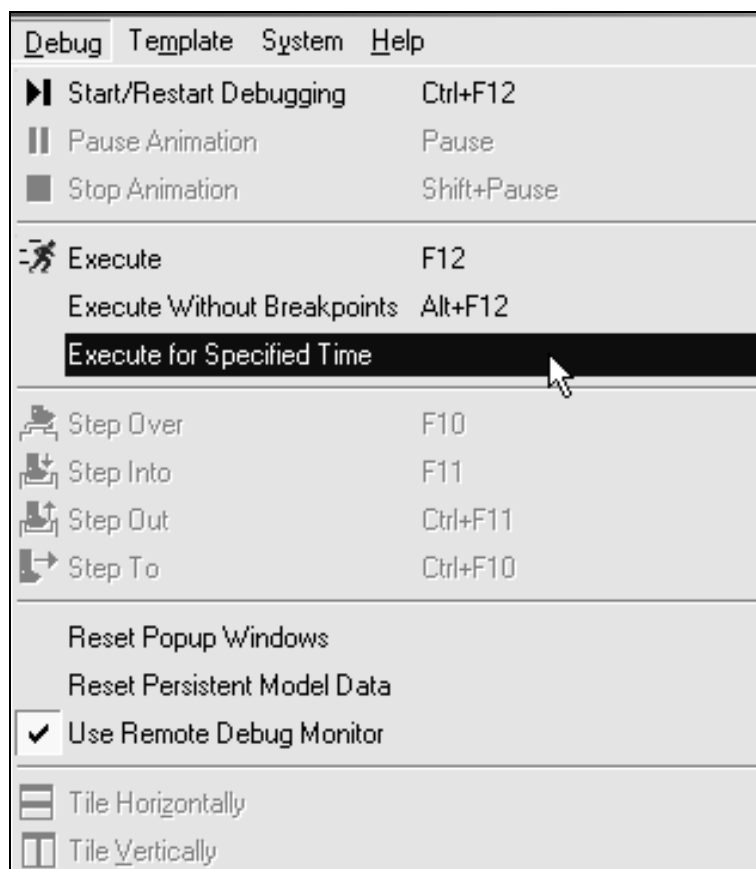 Debug Template System Help
Start/Restart Debugging Ctrl+F12
Pause Animation Pause
Stop Animation Shift+Pause
Execute F12
Execute Without Breakpoints Alt+F12
Execute for Specified Time
Step Over F10
Step Into F11
Step Out Ctrl+F11
Step To Ctrl+F10
Reset Popup Windows
Reset Persistent Model Data
Use Remote Debug Monitor
Tile Horizontally
Tile Vertically